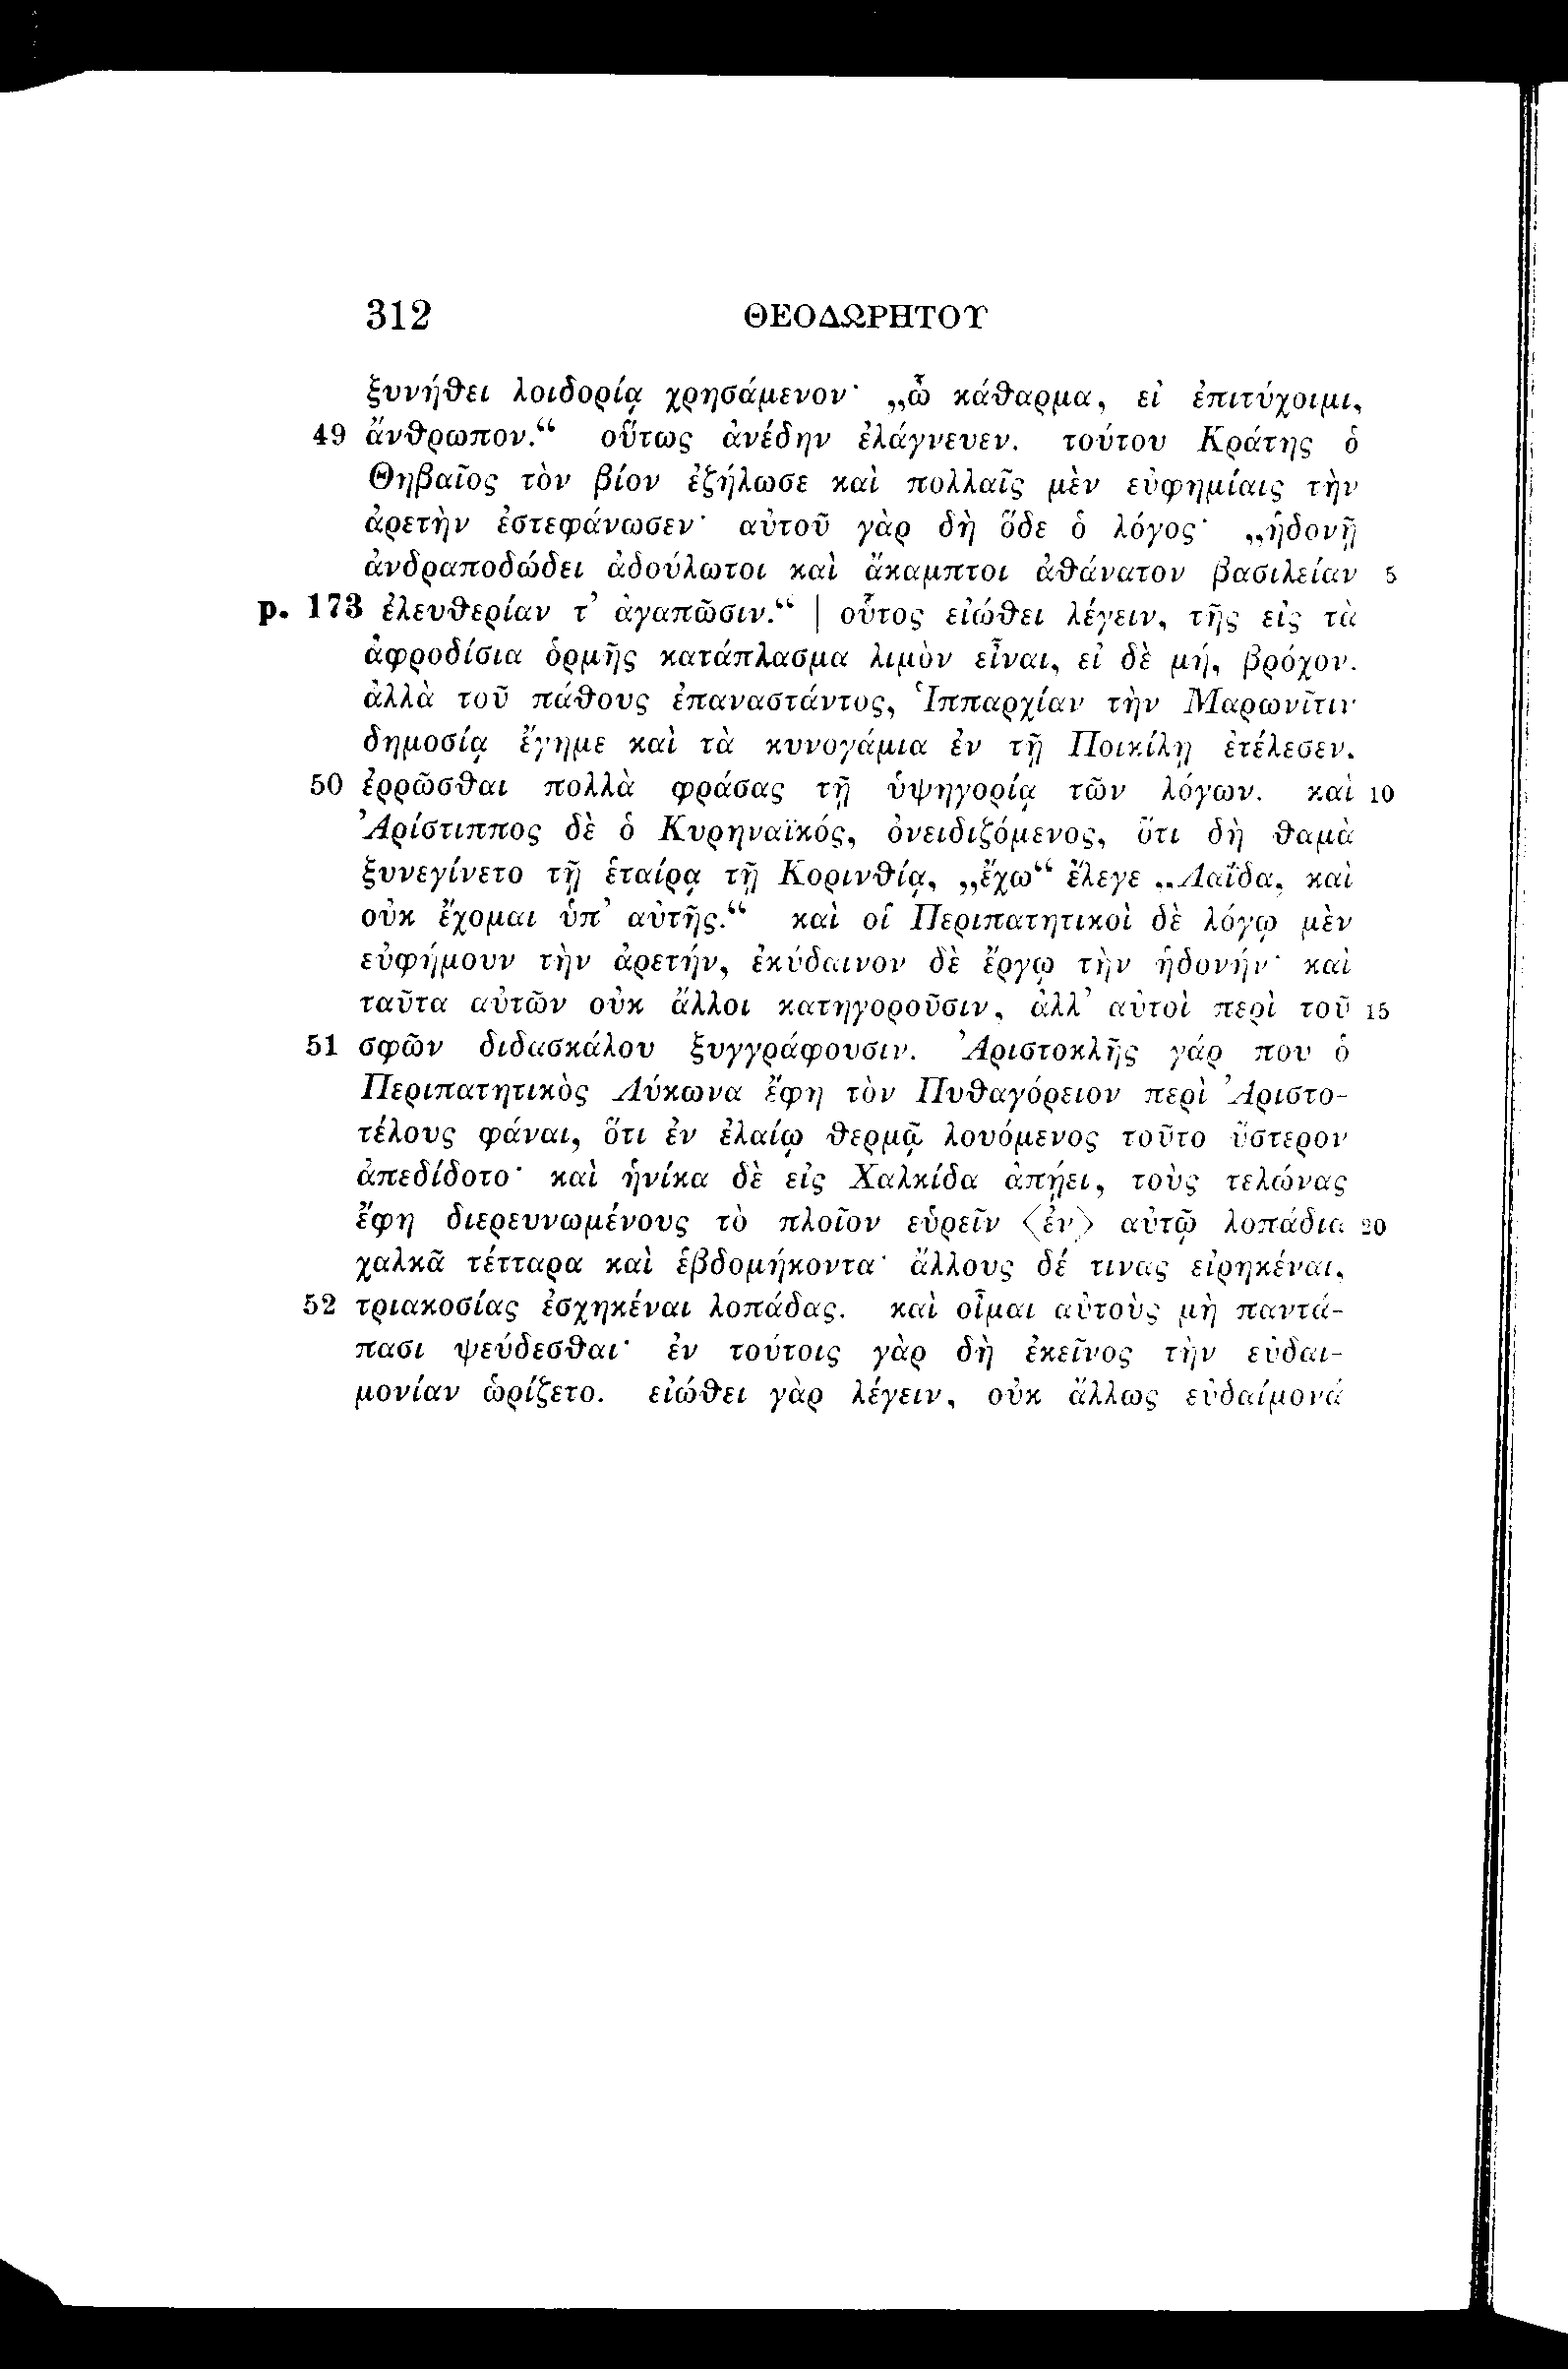 312 ΘΕΟΔΩΡΗΤΟΥ
ξυνήθει λοιδορίᾳ χρησάμενον· „ὦ κάθαρμα, εἰ ἐπιτύχοιμι,
49 ἄνθρωπον.“ οὕτως ἀνέδην ἐλάγνευεν. τούτου Κράτης ὁ
Θηβαῖος τὸν βίον ἐζήλωσε καὶ πολλαῖς μὲν εὐφημίαις τὴν
ἀρετὴν ἐστεφάνωσεν· αὐτοῦ γὰρ δὴ ὅδε ὁ λόγος· „ἡδονῇ
ἀνδραποδώδει ἀδούλωτοι καὶ ἄκαμπτοι ἀθάνατον βασιλείαν 5
p. 173 ἐλευθερίαν τ’ ἀγαπῶσιν.“ | οὗτος εἰώθει λέγειν, τῆς εἰς τὰ
ἀφροδίσια ὁρμῆς κατάπλασμα λιμὸν εἶναι, εἰ δὲ μή, βρόχον.
ἀλλὰ τοῦ πάθους ἐπαναστάντος, Ἱππαρχίαν τὴν Μαρωνῖτιν
δημοσίᾳ ἔγημε καὶ τὰ κυνογάμια ἐν τῇ Ποικίλῃ ἐτέλεσεν,
50 ἐρρῶσθαι πολλὰ φράσας τῇ ὑψηγορίᾳ τῶν λόγων. καὶ 10
Ἀρίστιππος δὲ ὁ Κυρηναϊκός, ὀνειδιζόμενος, ὅτι δὴ θαμὰ
ξυνεγίνετο τῇ ἑταίρᾳ τῇ Κορινθίᾳ, „ἔχω“ ἔλεγε „Λαΐδα, καὶ
οὐκ ἔχομαι ὑπ’ αὐτῆς.“ καὶ οἱ Περιπατητικοὶ δὲ λόγῳ μὲν
εὐφήμουν τὴν ἀρετήν, ἐκύδαινον δὲ ἔργῳ τὴν ἡδονήν· καὶ
ταῦτα αὐτῶν οὐκ ἄλλοι κατηγοροῦσιν, ἀλλ’ αὐτοὶ περὶ τοῦ 15
51 σφῶν διδασκάλου ξυγγράφουσιν. Ἀριστοκλῆς γάρ που ὁ
Περιπατητικὸς Λύκωνα ἔφη τὸν Πυθαγόρειον περὶ Ἀριστο-
τέλους φάναι, ὅτι ἐν ἐλαίῳ θερμῷ λουόμενος τοῦτο ὕστερον
ἀπεδίδοτο· καὶ ἡνίκα δὲ εἰς Χαλκίδα ἀπῄει, τοὺς τελώνας
ἔφη διερευνωμένους τὸ πλοῖον εὑρεῖν 〈ἐν〉 αὐτῷ λοπάδια 20
χαλκᾶ τέτταρα καὶ ἑβδομήκοντα· ἄλλους δέ τινας εἰρηκέναι,
52 τριακοσίας ἐσχηκέναι λοπάδας. καὶ οἶμαι αὐτοὺς μὴ παντά-
πασι ψεύδεσθαι· ἐν τούτοις γὰρ δὴ ἐκεῖνος τὴν εὐδαι-
μονίαν ὡρίζετο. εἰώθει γὰρ λέγειν, οὐκ ἄλλως εὐδαίμονά